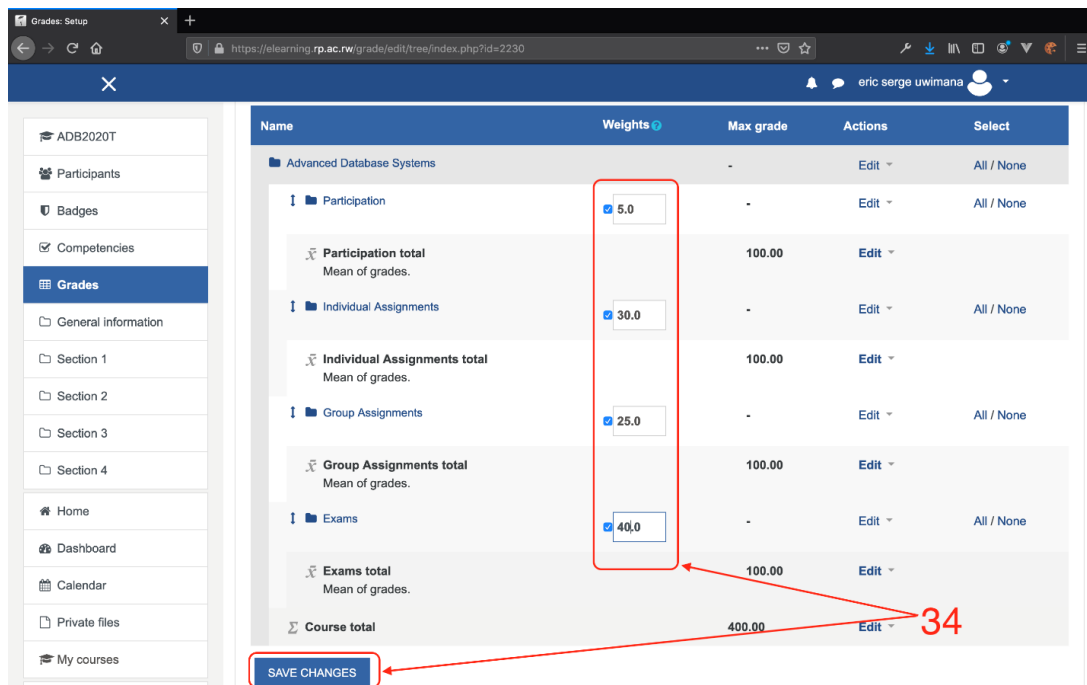 Grades: Setup
https://elearning.rp.ac.rw/grade/edit/tree/index.php?id=2230
eric serge uwimana
ADB2020T
Participants
Badges
Competencies
Grades
General information
Section 1
Section 2
Section 3
Section 4
Home
Dashboard
Calendar
Private files
My courses
Name Weights Max grade Actions Select
Advanced Database Systems - Edit All / None
Participation 5.0 - Edit All / None
Participation total 100.00 Edit
Mean of grades.
Individual Assignments 30.0 - Edit All / None
Individual Assignments total 100.00 Edit
Mean of grades.
Group Assignments 25.0 - Edit All / None
Group Assignments total 100.00 Edit
Mean of grades.
Exams 40.0 - Edit All / None
Exams total 100.00 Edit
Mean of grades.
Course total 400.00 Edit
34
SAVE CHANGES